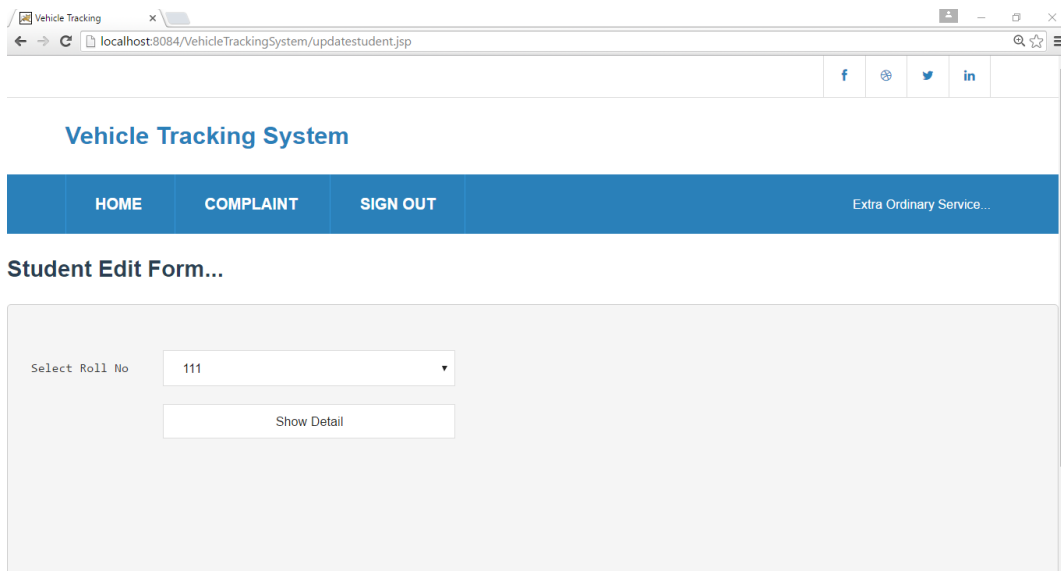 Vehicle Tracking
localhost:8084/VehicleTrackingSystem/updatestudent.jsp
f in
Vehicle Tracking System
HOME COMPLAINT SIGN OUT Extra Ordinary Service...
Student Edit Form...
Select Roll No 111
Show Detail